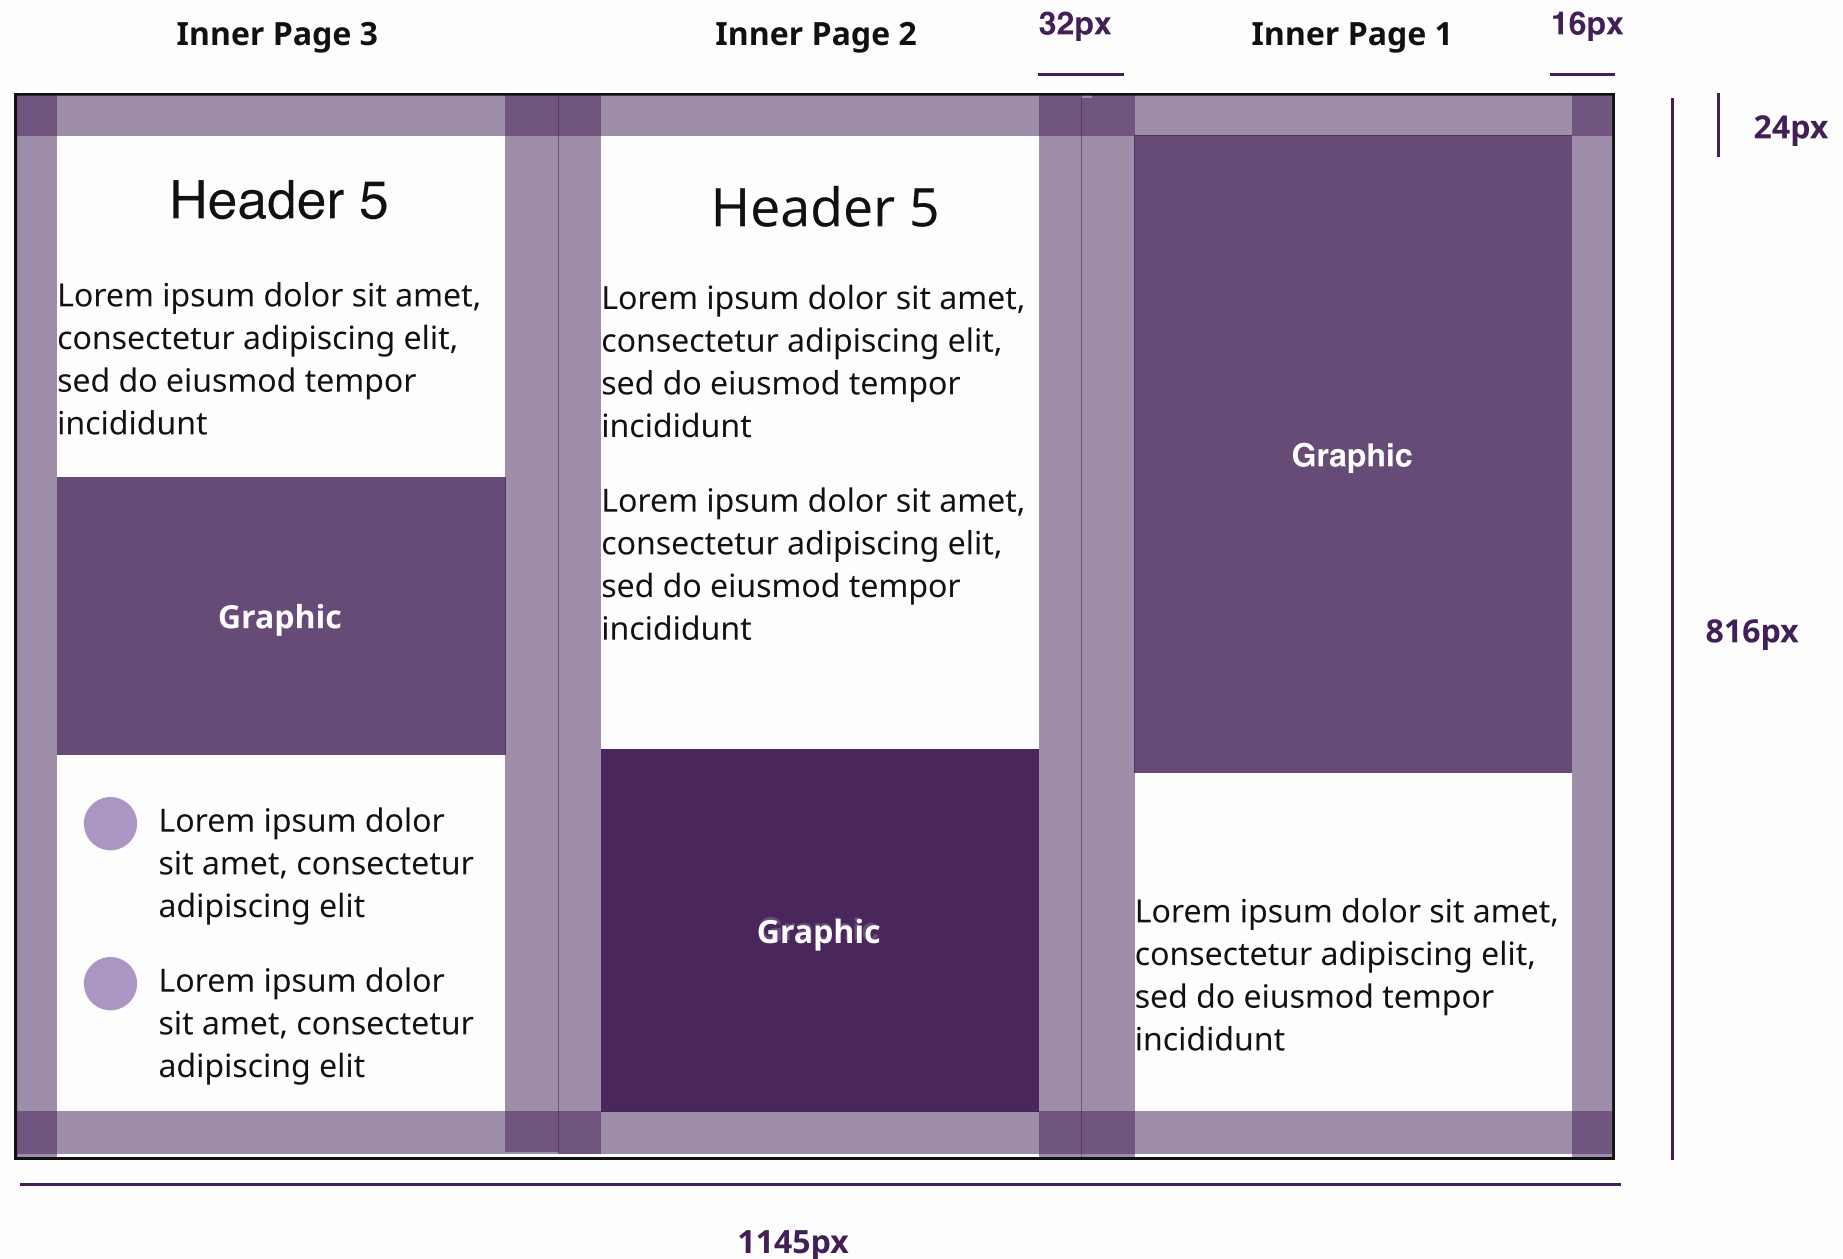 Inner Page 3
Inner Page 2
32px
Inner Page 1
16px
24px
Header 5
Lorem ipsum dolor sit amet,
consectetur adipiscing elit,
sed do eiusmod tempor
incididunt
Graphic
Lorem ipsum dolor
sit amet, consectetur
adipiscing elit
Lorem ipsum dolor
sit amet, consectetur
adipiscing elit
Header 5
Lorem ipsum dolor sit amet,
consectetur adipiscing elit,
sed do eiusmod tempor
incididunt
Lorem ipsum dolor sit amet,
consectetur adipiscing elit,
sed do eiusmod tempor
incididunt
Graphic
Graphic
Lorem ipsum dolor sit amet,
consectetur adipiscing elit,
sed do eiusmod tempor
incididunt
816px
1145px